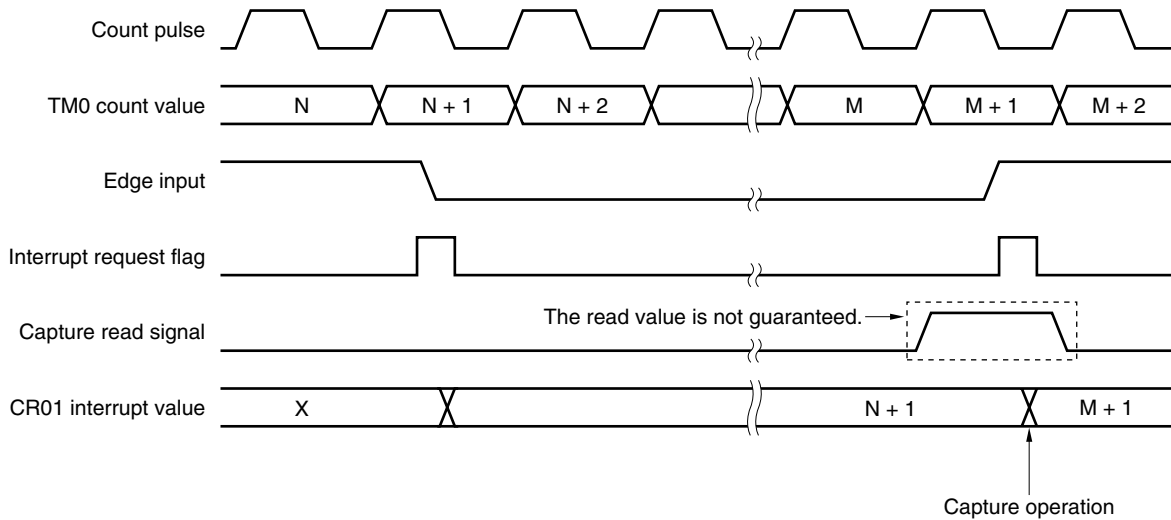 Count pulse
TM0 count value N N + 1 N + 2 M M + 1 M + 2
Edge input
Interrupt request flag
Capture read signal The read value is not guaranteed.
CR01 interrupt value X N + 1 M + 1
Capture operation